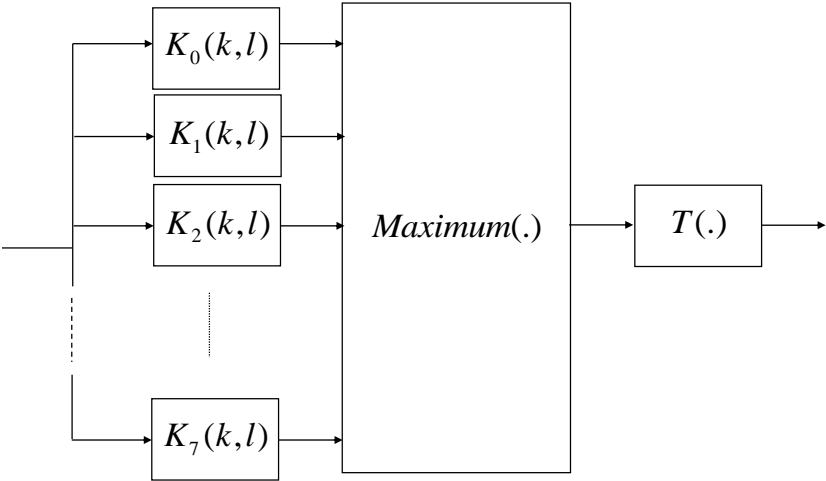 K₀(k,l)
K₁(k,l)
K₂(k,l)
Maximum(.)
T(.)
K₇(k,l)